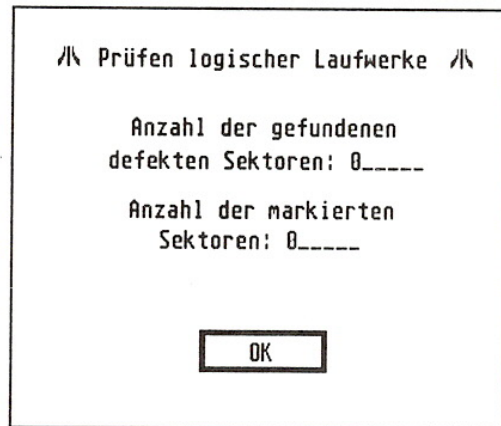 Prüfen logischer Laufwerke
Anzahl der gefundenen
defekten Sektoren: 0_____
Anzahl der markierten
Sektoren: 0_____
OK